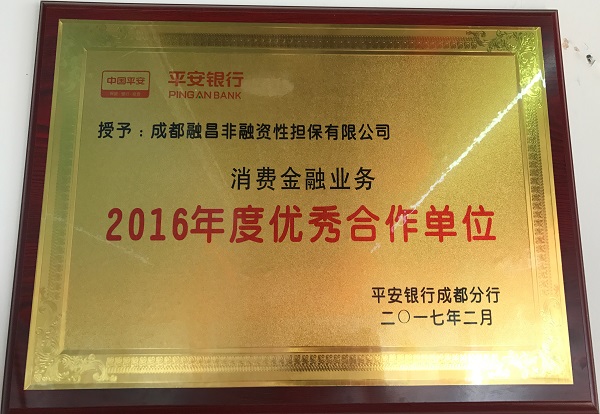 中国平安
平安银行
PING AN BANK
授予：成都融昌非融资性担保有限公司
消费金融业务
2016年度优秀合作单位
平安银行成都分行
二〇一七年二月